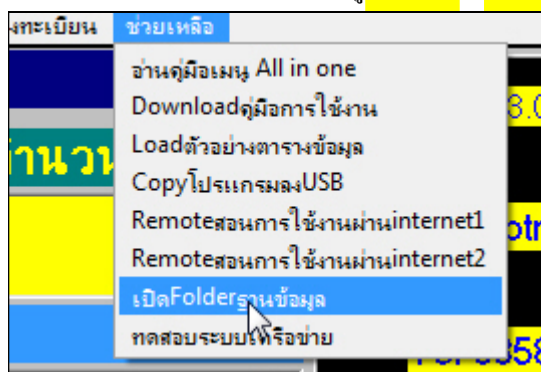 งทะเบียน ช่วยเหลือ
อ่านคู่มือเมนู All in one
Downloadคู่มือการใช้งาน
3.0
Loadตัวอย่างตารางข้อมูล
CopyโปรแกรมลงUSB
Remoteสอนการใช้งานผ่านinternet1
otr
Remoteสอนการใช้งานผ่านinternet2
เปิดFolderฐานข้อมูล
ทดสอบระบบเครือข่าย